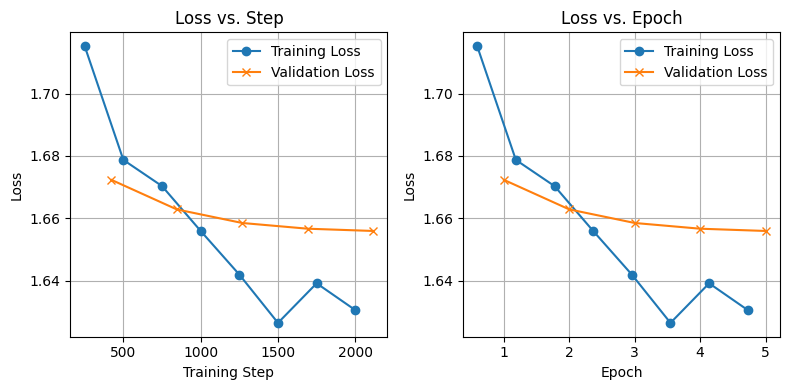 Loss vs. Step
Training Loss
Validation Loss
1.70
1.68
1.66
1.64
Loss
500
1000
1500
2000
Training Step
Loss vs. Epoch
Training Loss
Validation Loss
1.70
1.68
1.66
1.64
Loss
1
2
3
4
5
Epoch